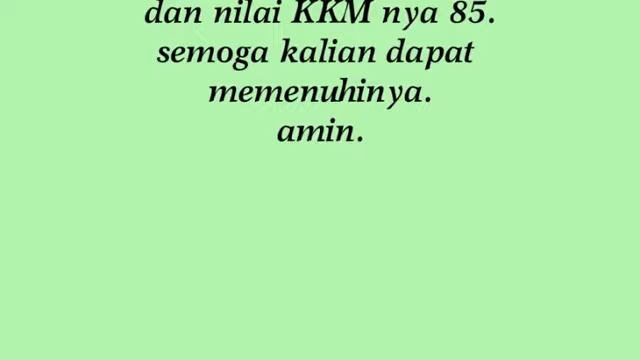 dan nilai KKM nya 85.
semoga kalian dapat
memenuhinya.
amin.